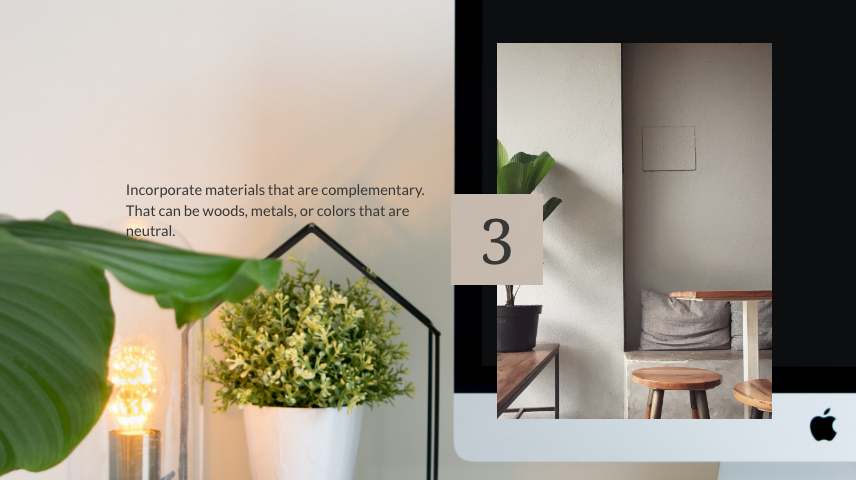 Incorporate materials that are complementary.
That can be woods, metals, or colors that are
neutral.
3